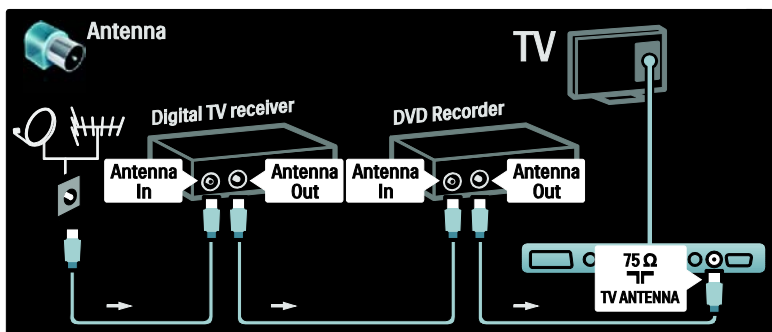 Antenna
TV
Digital TV receiver
DVD Recorder
Antenna
In
Antenna
Out
Antenna
In
Antenna
Out
75 Ω
TV ANTENNA